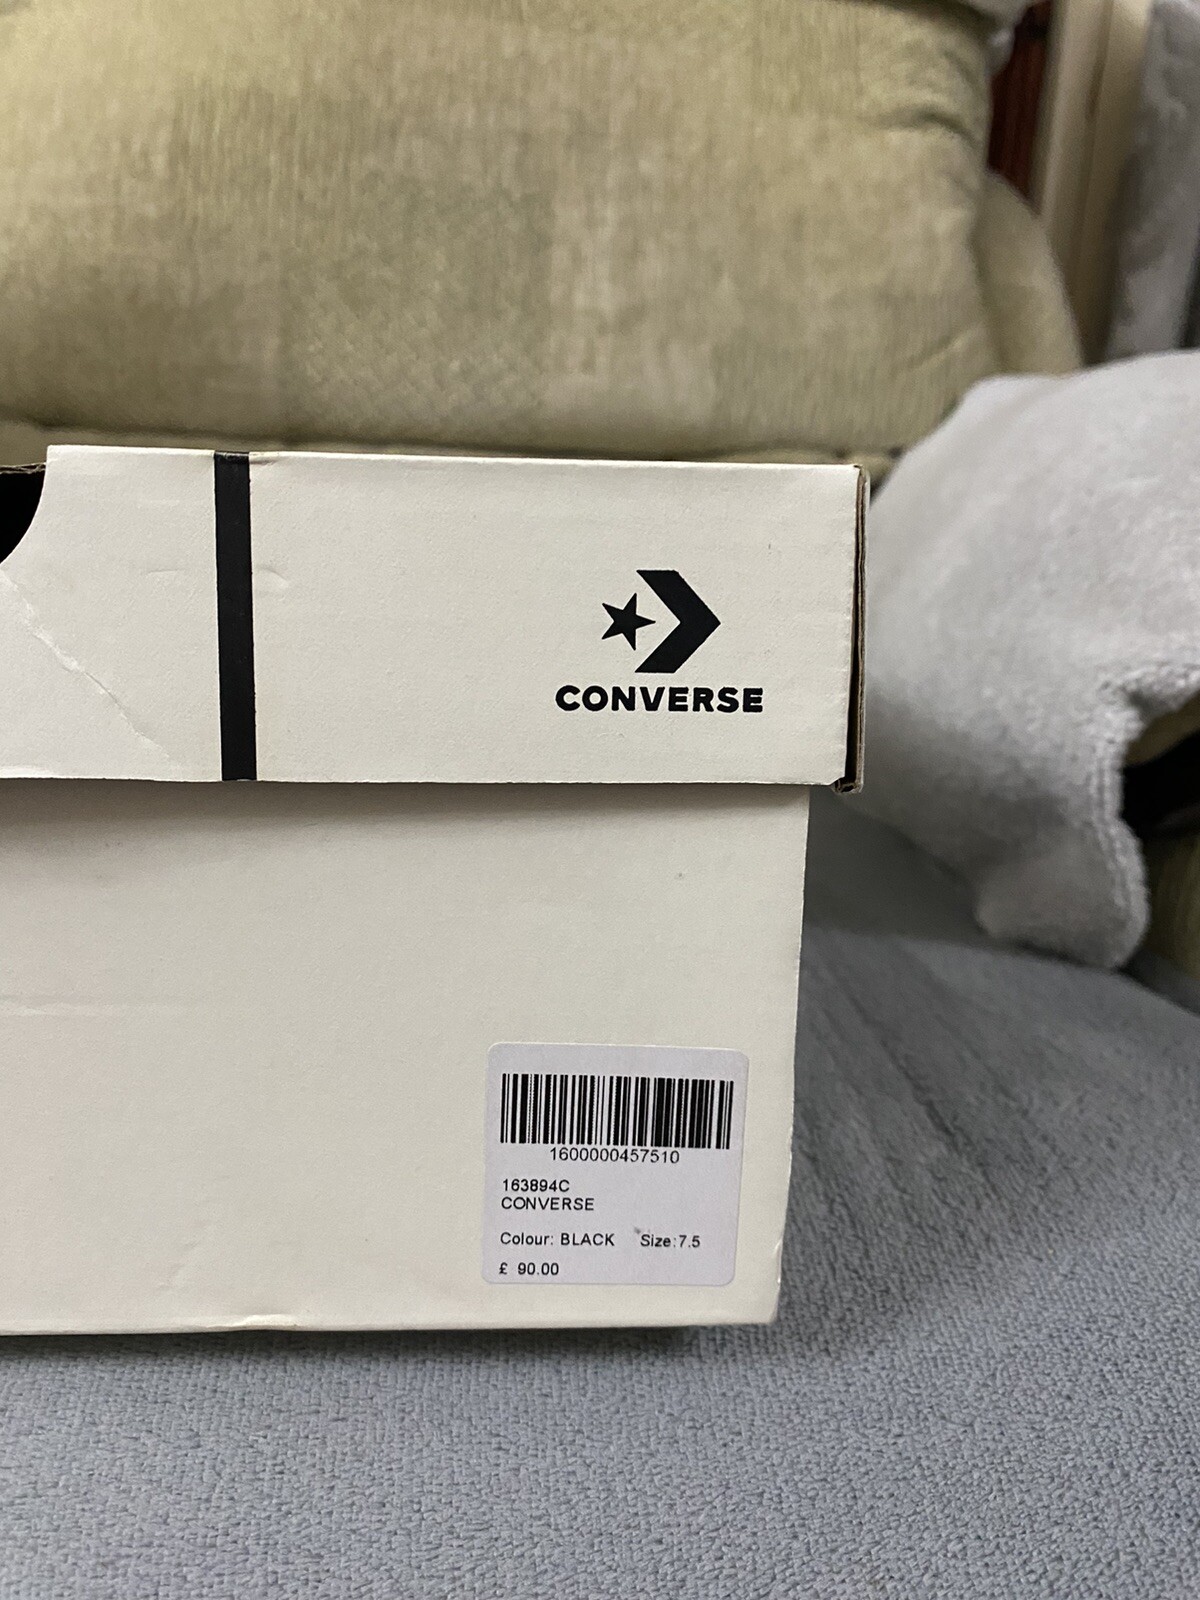 CONVERSE
1600000457510
163894C
CONVERSE
Colour: BLACK Size:7.5
£ 90.00